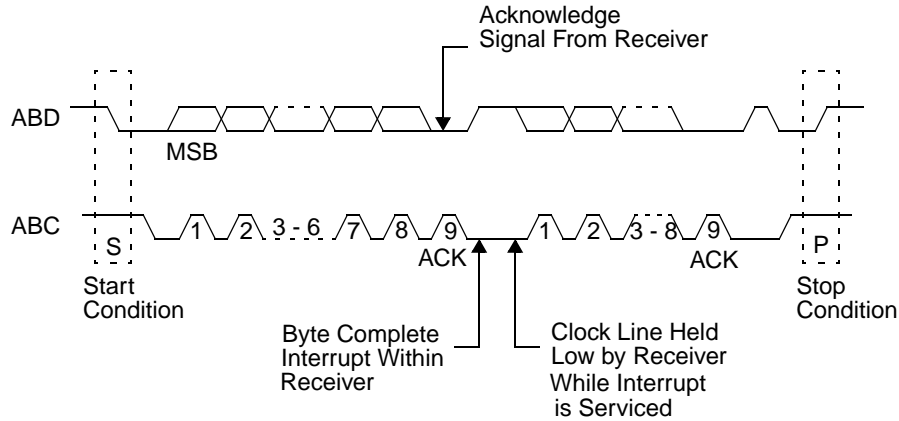 Acknowledge
Signal From Receiver
ABD
MSB
ABC
S
1
2
3 - 6
7
8
9
ACK
1
2
3 - 8
9
ACK
P
Start
Condition
Stop
Condition
Byte Complete
Interrupt Within
Receiver
Clock Line Held
Low by Receiver
While Interrupt
is Serviced